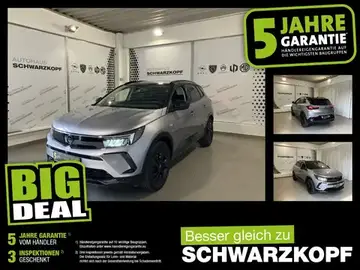 5 JAHRE
GARANTIE
HÄNDLEREIGENGARANTIE AUF
DIE WICHTIGSTEN BAUGRUPPEN
AUTOHAUS
SCHWARZKOPF
SCHWARZKOPF
BIG
DEAL
5 JAHRE GARANTIE
VOM HÄNDLER
3 INSPEKTIONEN
GESCHENKT
Besser gleich zu
SCHWARZKOPF